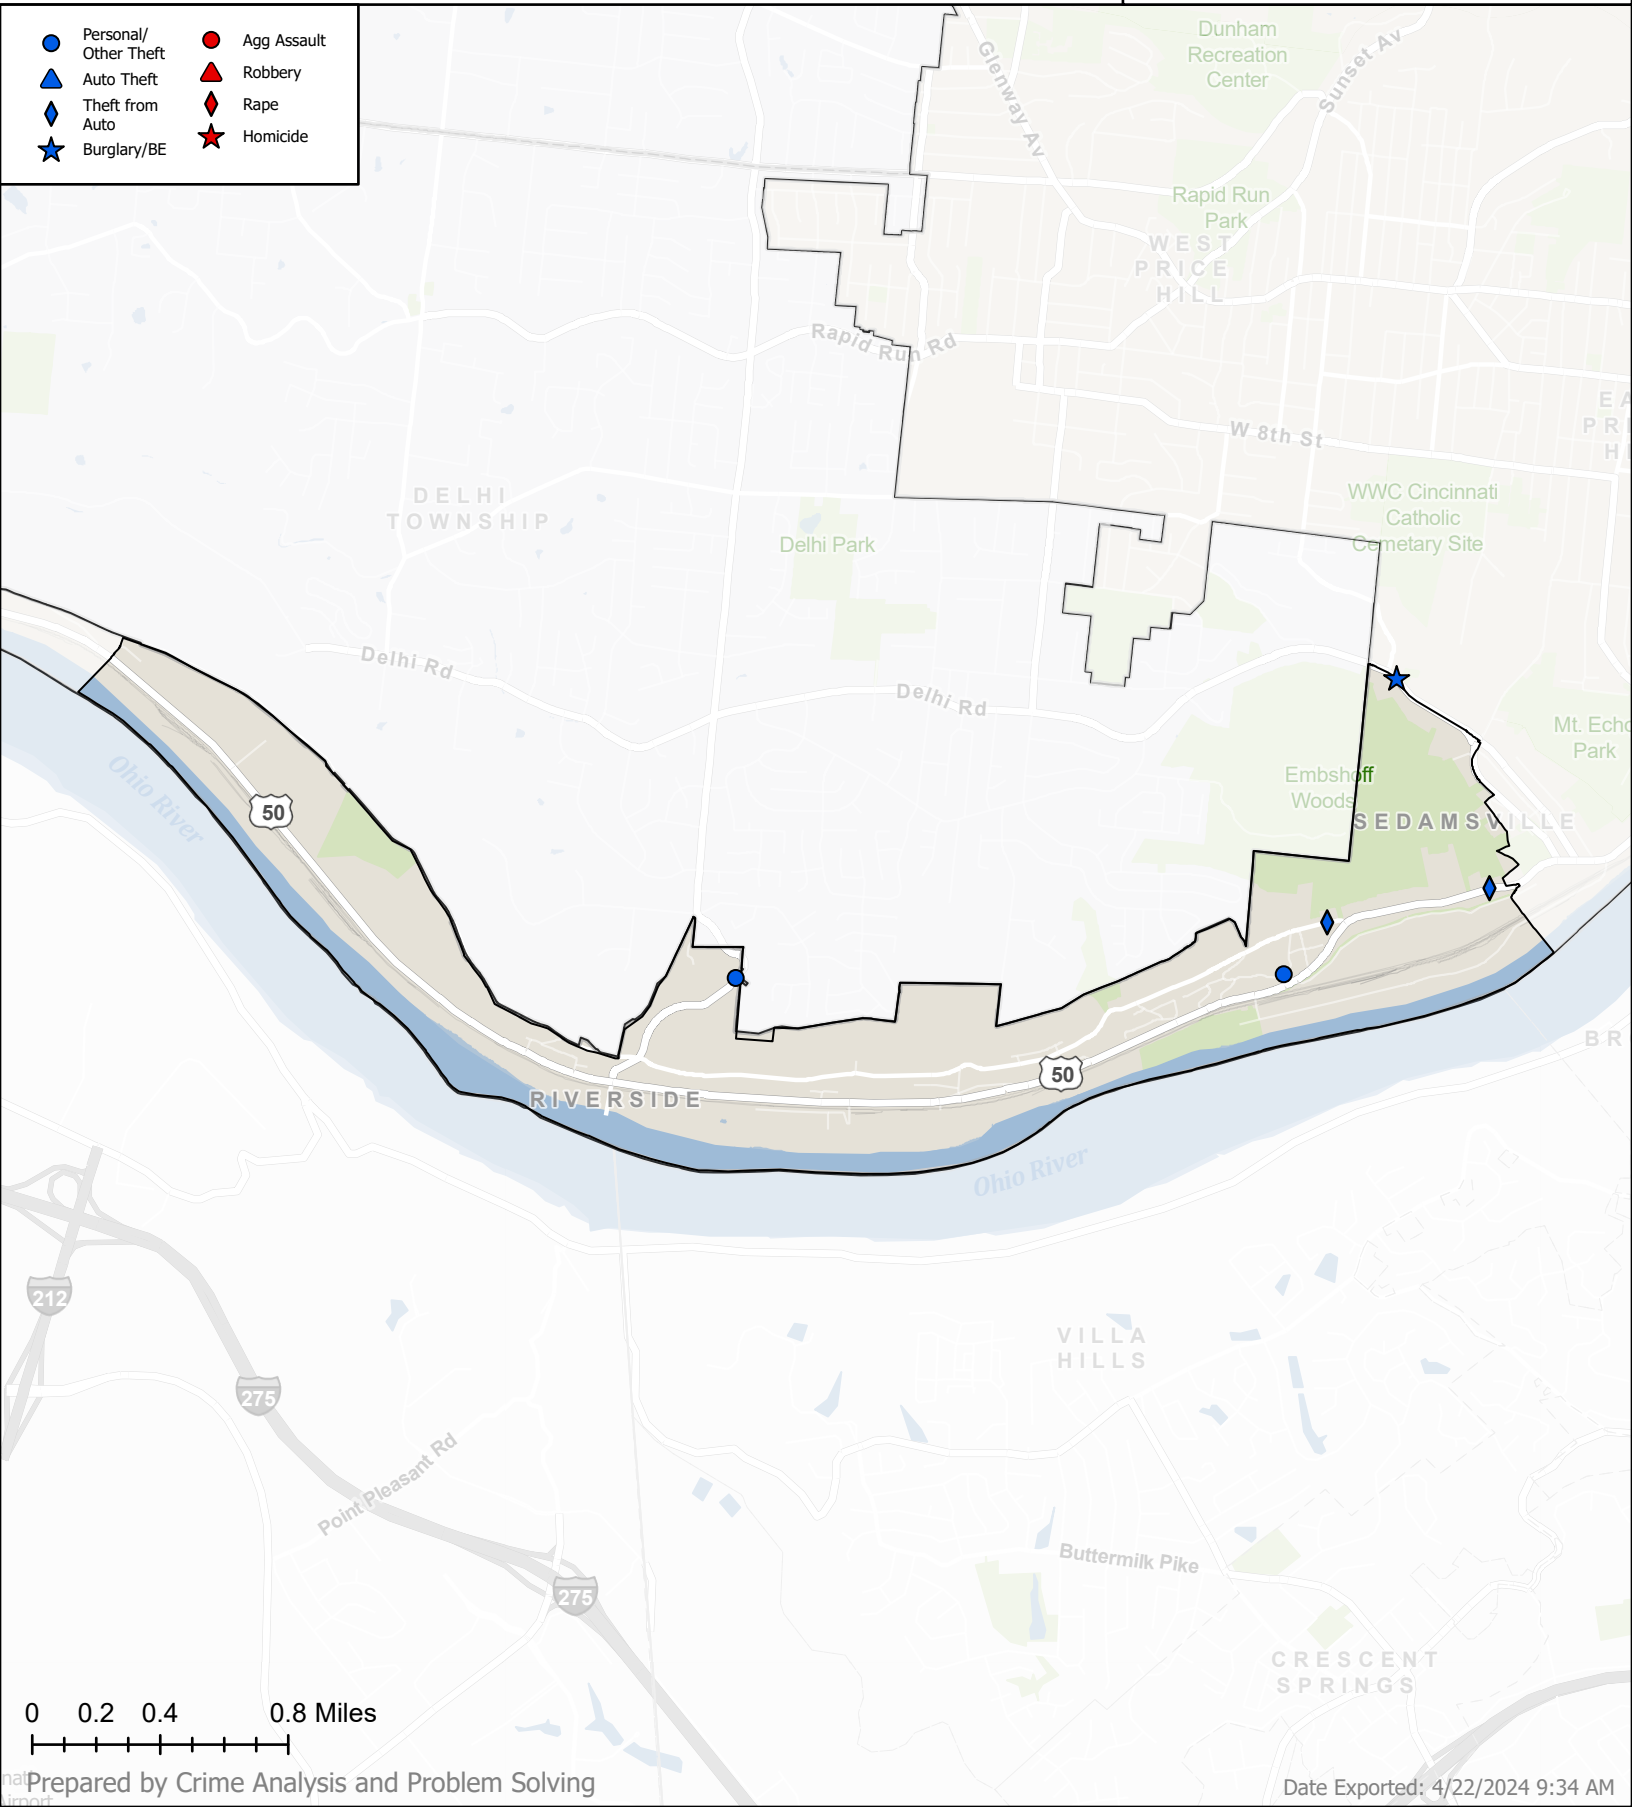 Personal/
Other Theft
Auto Theft
Theft from
Auto
Burglary/BE
Agg Assault
Robbery
Rape
Homicide
Dunham
Recreation
Center
Glenway Av
Sunset Av
Rapid Run
Park
WEST
PRICE
HILL
Rapid Run Rd
W 8th St
EA
PRI
HI
DELHI
TOWNSHIP
Delhi Park
WWC Cincinnati
Catholic
Cemetary Site
Delhi Rd
Delhi Rd
Mt. Echo
Park
Embshoff
Woods
SEDAMSVILLE
Ohio River
50
50
RIVERSIDE
BR
Ohio River
212
275
VILLA
HILLS
Point Pleasant Rd
Buttermilk Pike
275
CRESCENT
SPRINGS
0 0.2 0.4 0.8 Miles
Prepared by Crime Analysis and Problem Solving
Date Exported: 4/22/2024 9:34 AM